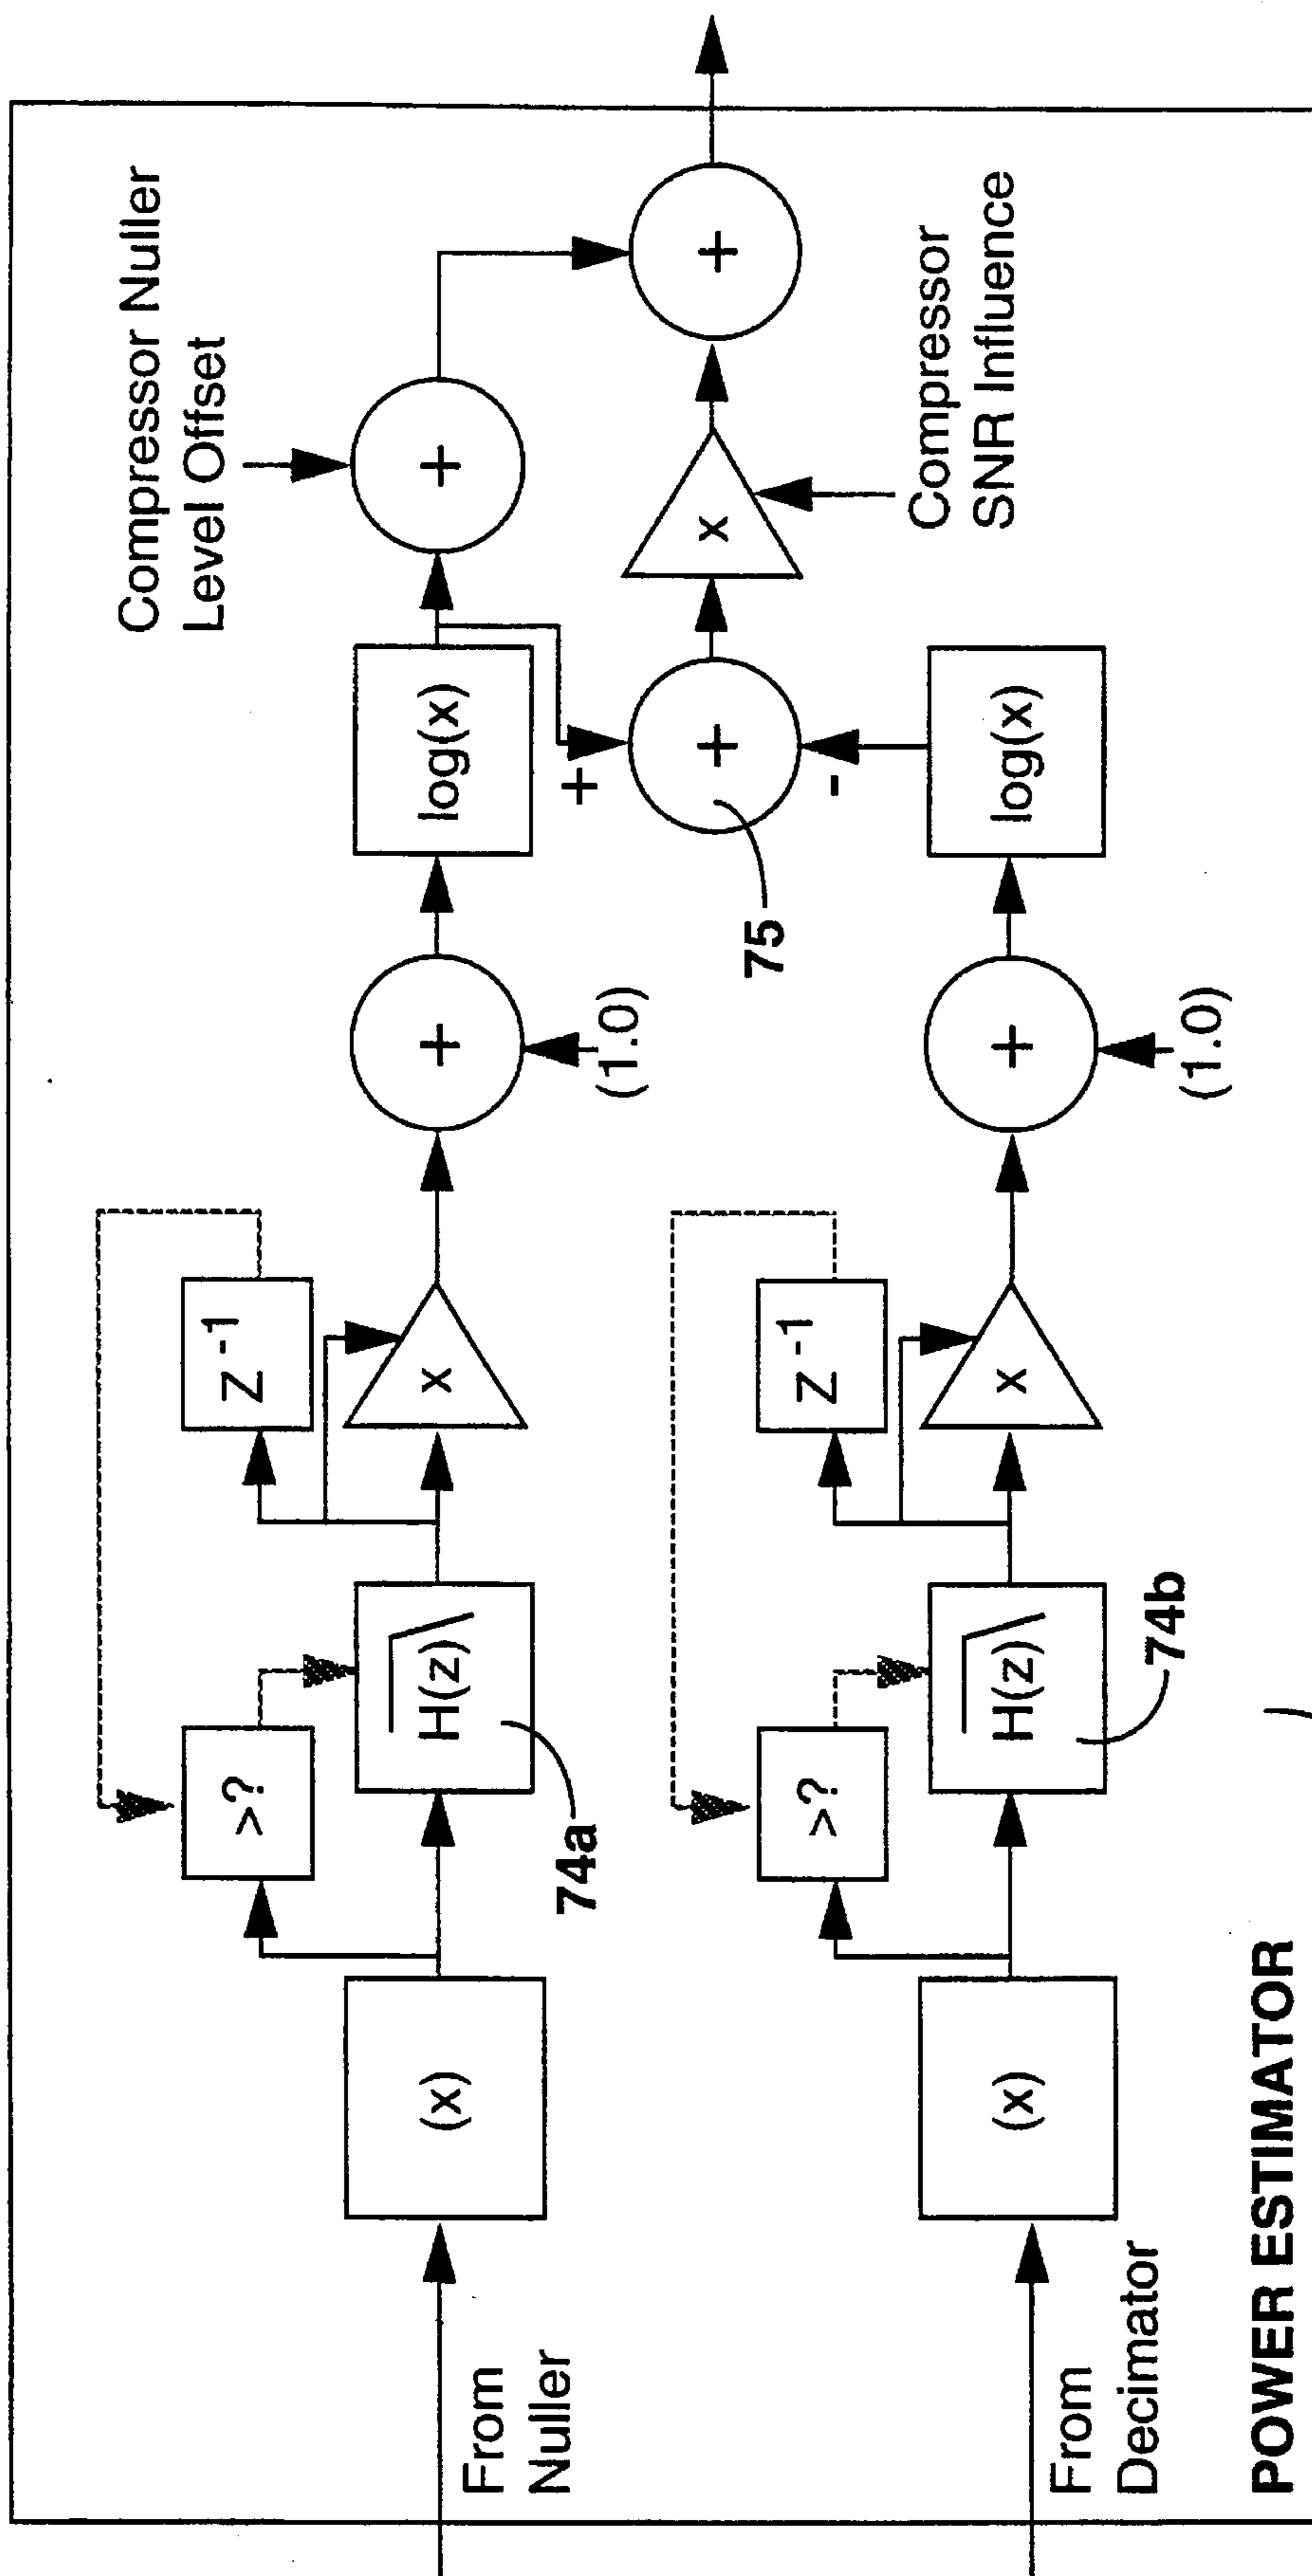 Compressor Nuller
Level Offset
Z -1
>?
(x)
H(z)
x
+
log(x)
+
From
Nuller
74a
(1.0)
+
+
x
+
75
-
Compressor
SNR Influence
Z -1
>?
(x)
H(z)
x
+
log(x)
From
Decimator
74b
(1.0)
POWER ESTIMATOR